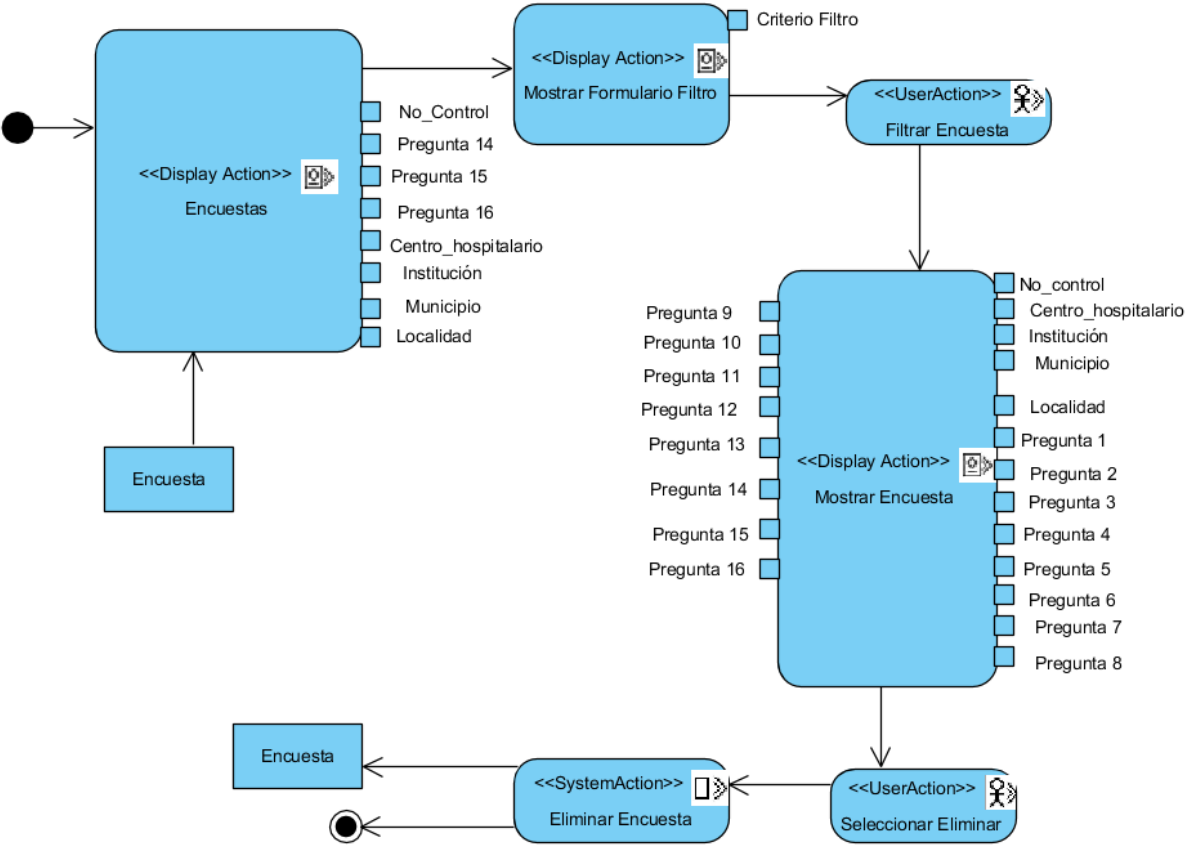 Criterio Filtro
<<Display Action>>
Mostrar Formulario Filtro
<<UserAction>>
Filtrar Encuesta
<<Display Action>>
Encuestas
No_Control
Pregunta 14
Pregunta 15
Pregunta 16
Centro_hospitalario
Institución
Municipio
Localidad
Encuesta
Pregunta 9
Pregunta 10
Pregunta 11
Pregunta 12
Pregunta 13
Pregunta 14
Pregunta 15
Pregunta 16
<<Display Action>>
Mostrar Encuesta
No_control
Centro_hospitalario
Institución
Municipio
Localidad
Pregunta 1
Pregunta 2
Pregunta 3
Pregunta 4
Pregunta 5
Pregunta 6
Pregunta 7
Pregunta 8
Encuesta
<<SystemAction>>
Eliminar Encuesta
<<UserAction>>
Seleccionar Eliminar